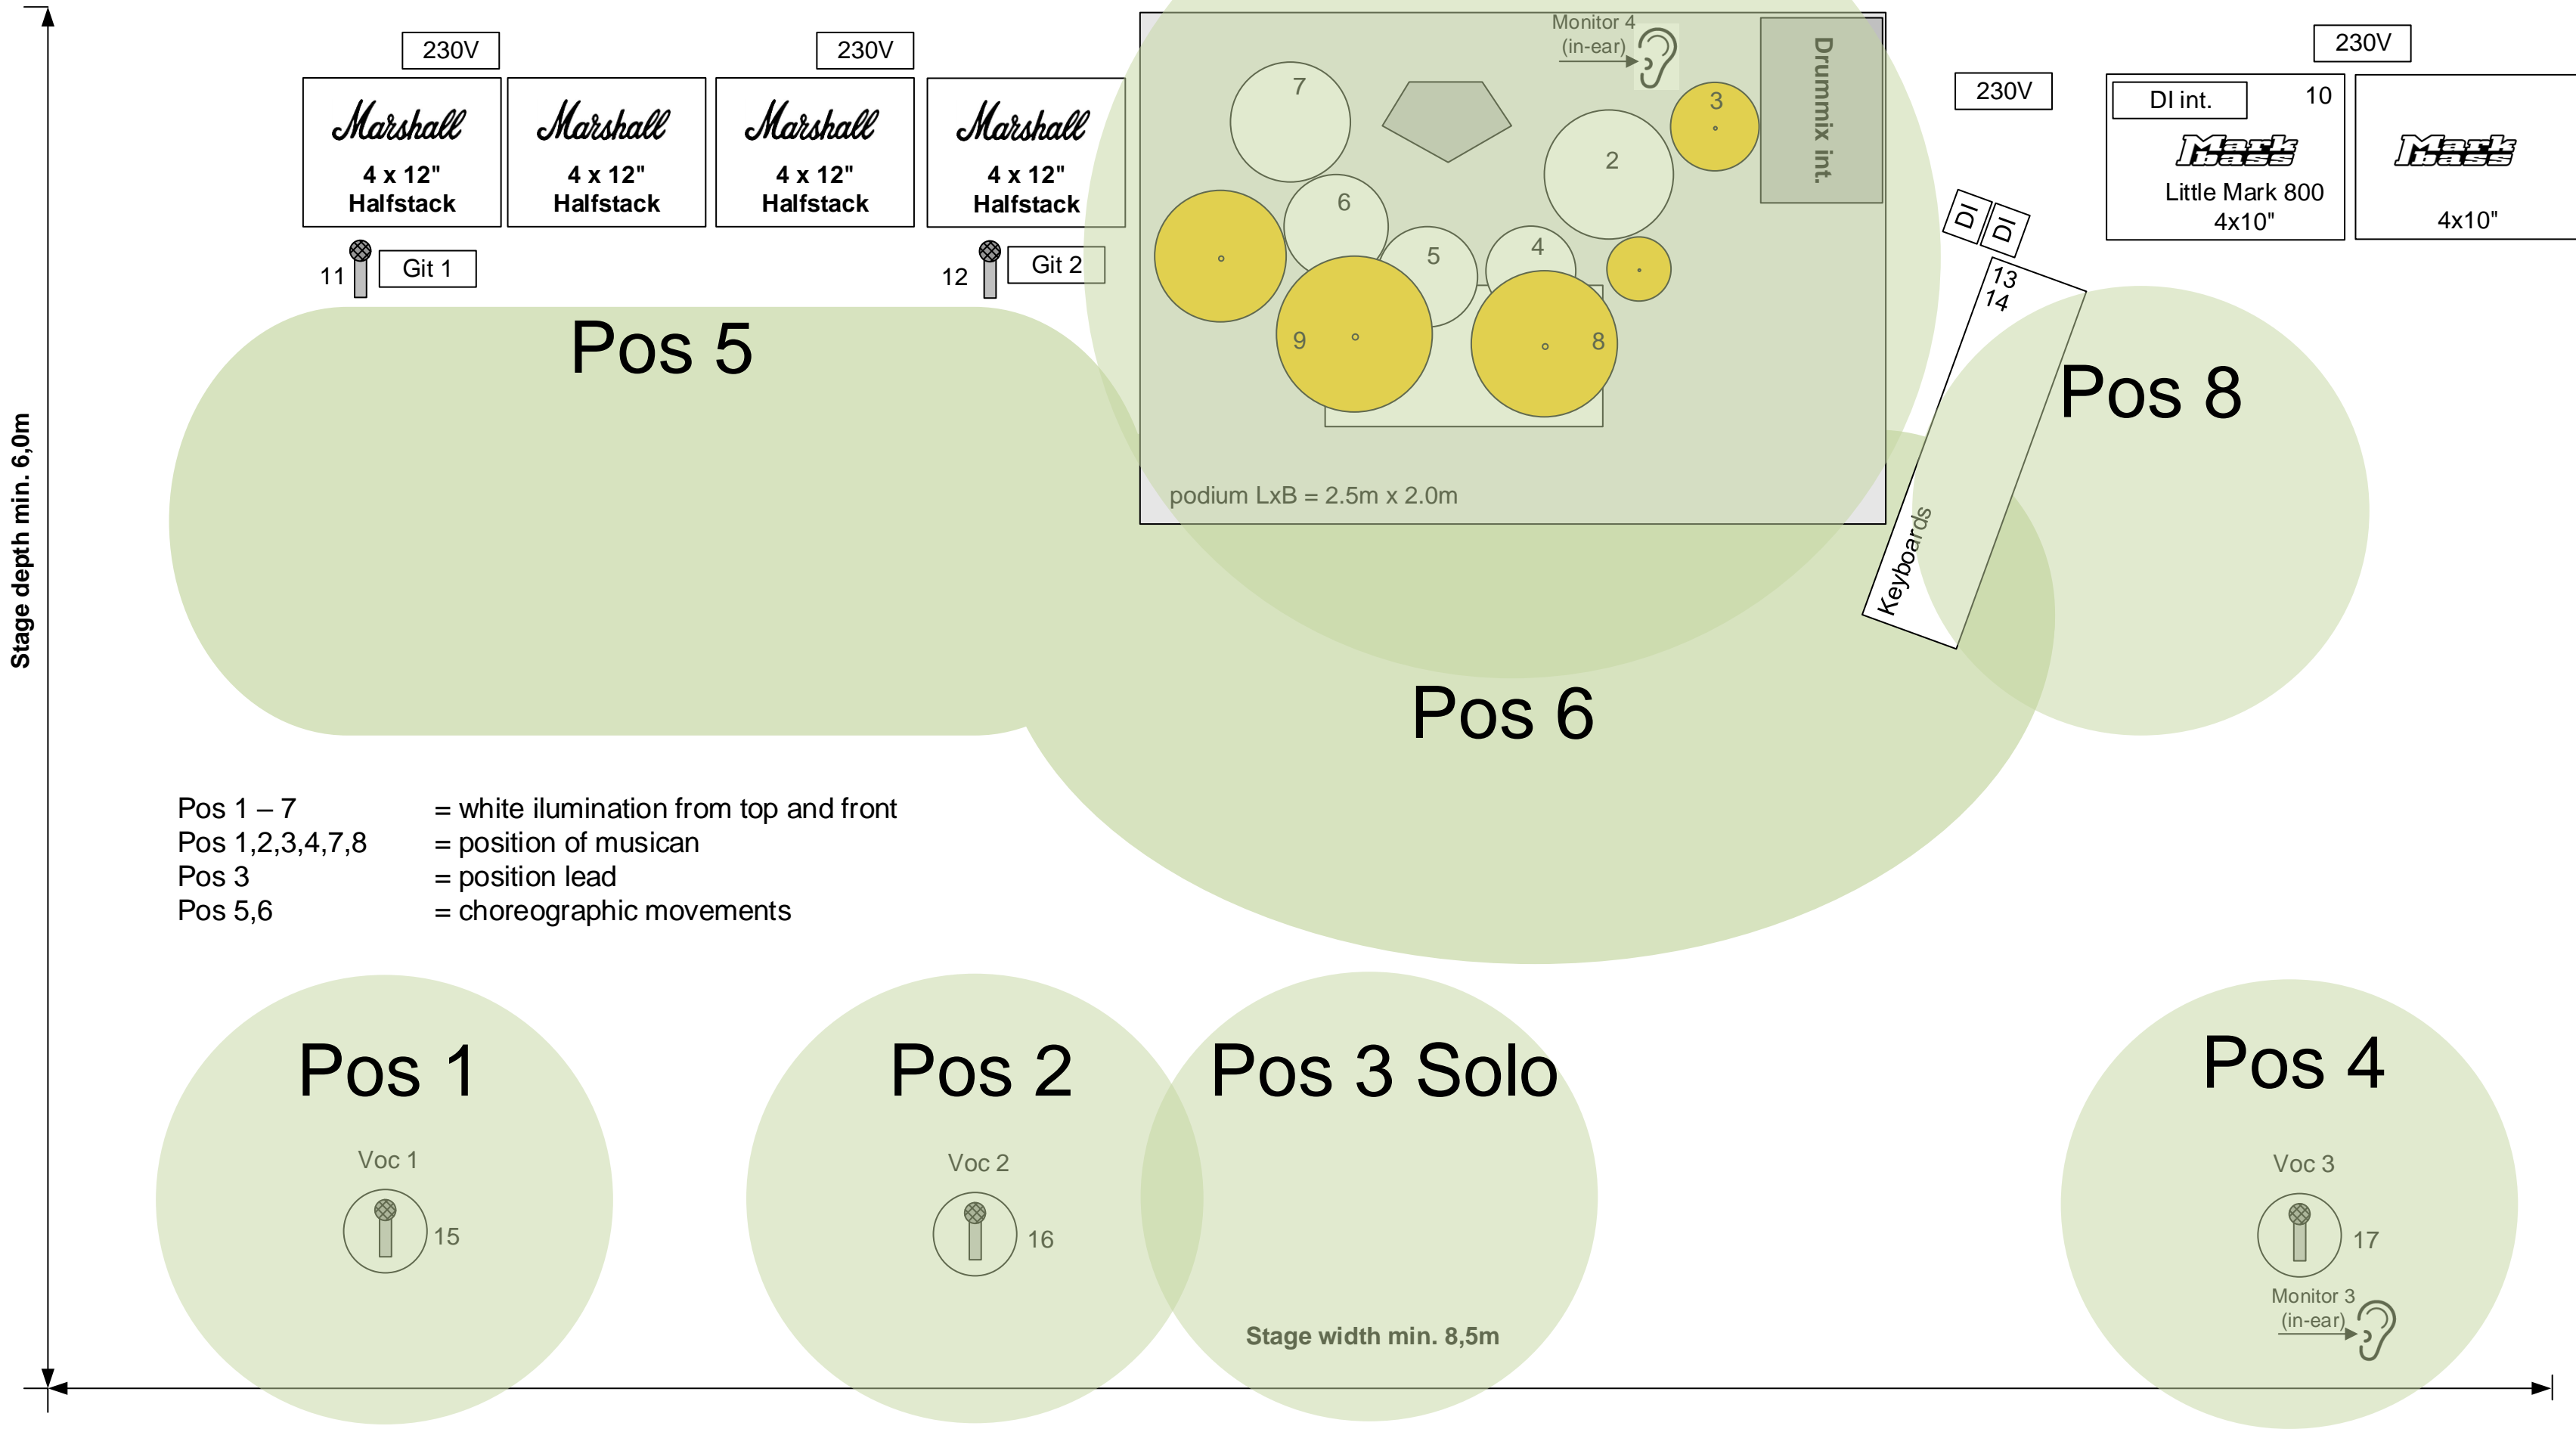 230V
230V
230V
230V
Marshall
4 x 12"
Halfstack
Marshall
4 x 12"
Halfstack
Marshall
4 x 12"
Halfstack
Marshall
4 x 12"
Halfstack
11
Git 1
12
Git 2
Monitor 4
(in-ear)
Drummix int.
7
3
2
6
5
4
9
8
podium LxB = 2.5m x 2.0m
DI int.
10
Mark
bass
Little Mark 800
4x10"
Mark
bass
4x10"
DI
DI
13
14
Keyboards
Pos 5
Pos 8
Stage depth min. 6,0m
Pos 6
Pos 1 – 7 = white ilumination from top and front
Pos 1,2,3,4,7,8 = position of musican
Pos 3 = position lead
Pos 5,6 = choreographic movements
Pos 1
Pos 2
Pos 3 Solo
Pos 4
Voc 1
15
Voc 2
16
Voc 3
17
Monitor 3
(in-ear)
Stage width min. 8,5m